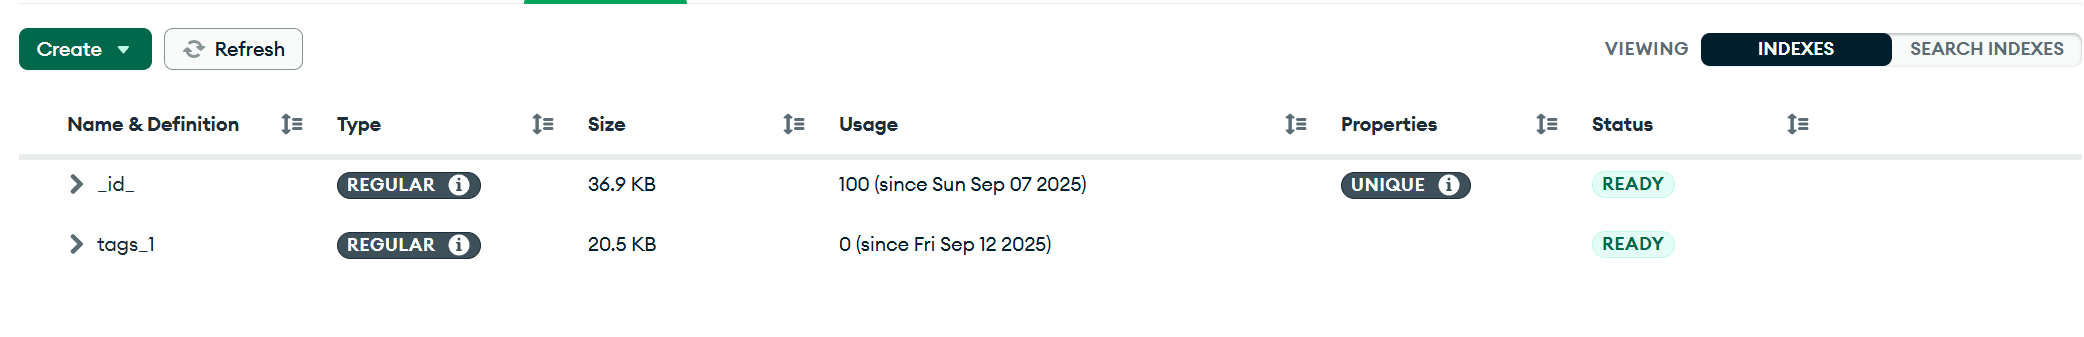 Create Refresh VIEWING INDEXES SEARCH INDEXES
Name & Definition Type Size Usage Properties Status
_id_ REGULAR 36.9 KB 100 (since Sun Sep 07 2025) UNIQUE READY
tags_1 REGULAR 20.5 KB 0 (since Fri Sep 12 2025) READY